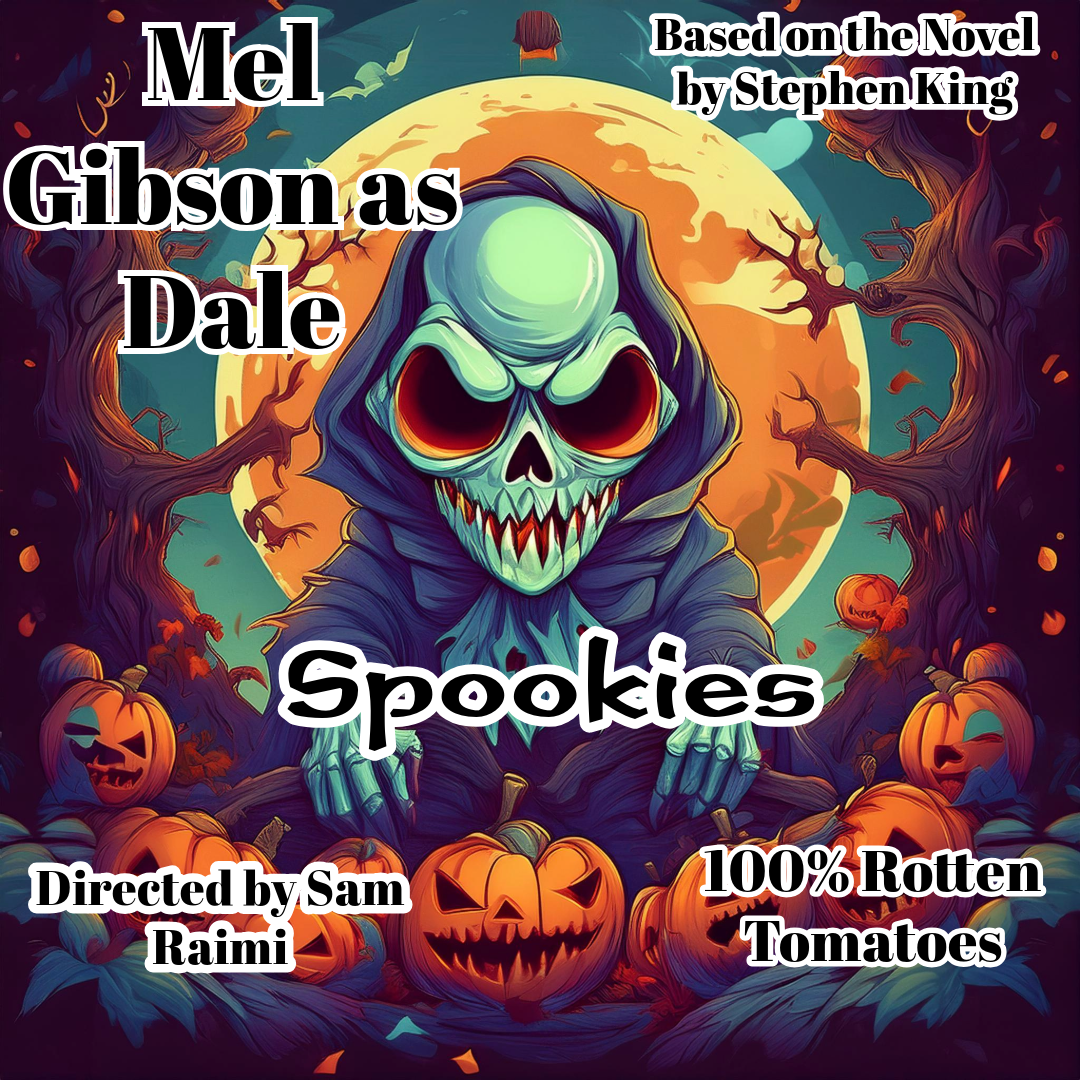 Mel
Gibson as
Dale
Based on the Novel
by Stephen King
Spookies
Directed by Sam
Raimi
100% Rotten
Tomatoes